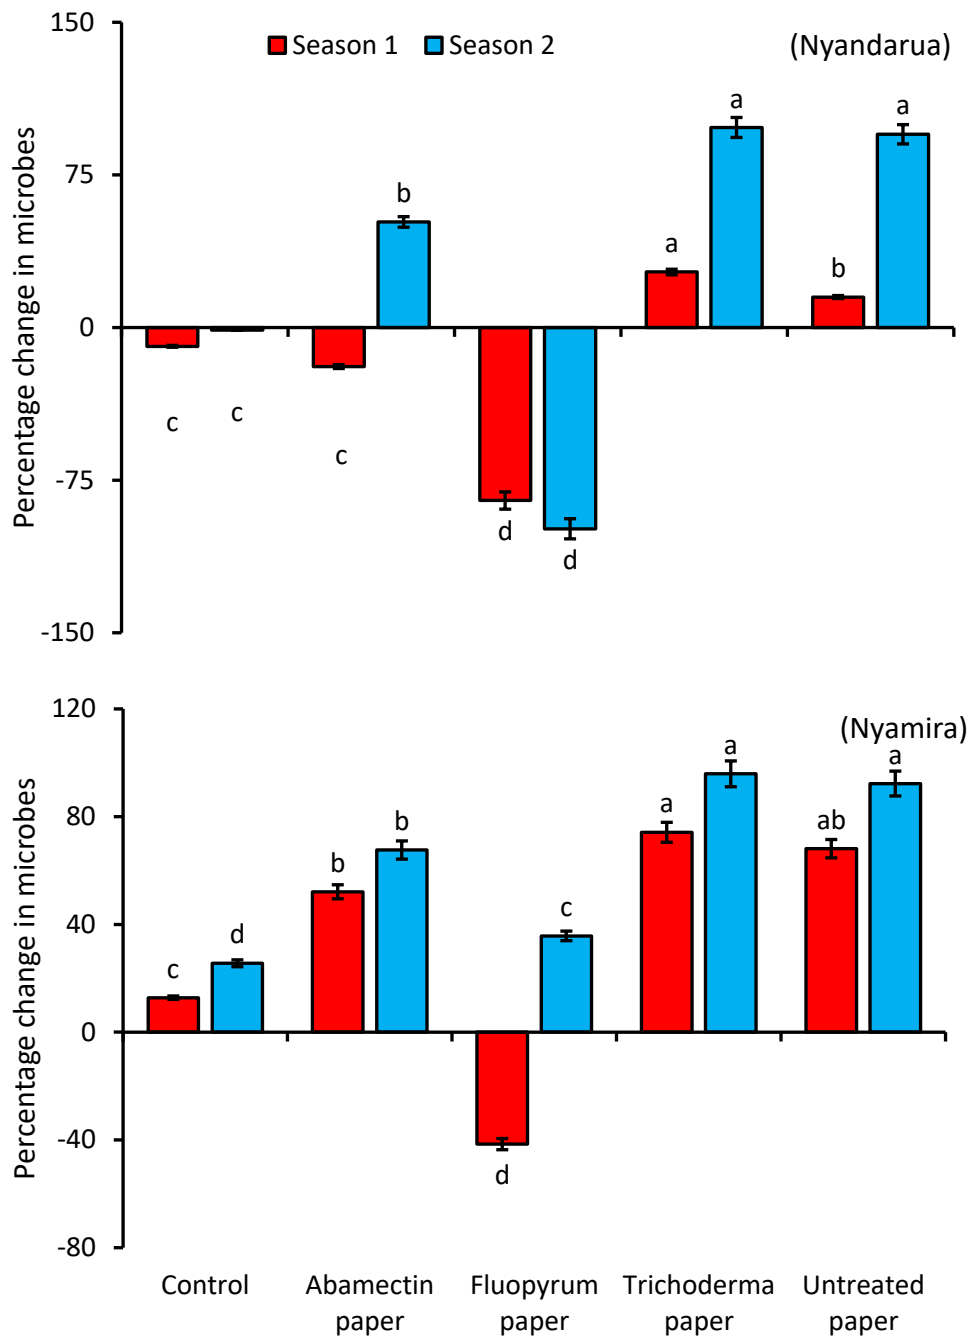 150
Season 1
Season 2
(Nyandarua)
a
a
75
b
a
b
0
c
c
c
-75
d
d
-150
Percentage change in microbes
120
(Nyamira)
a
a
80
a
ab
b
b
40
c
d
c
0
-40
d
-80
Percentage change in microbes
Control
Abamectin
paper
Fluopyrum
paper
Trichoderma
paper
Untreated
paper